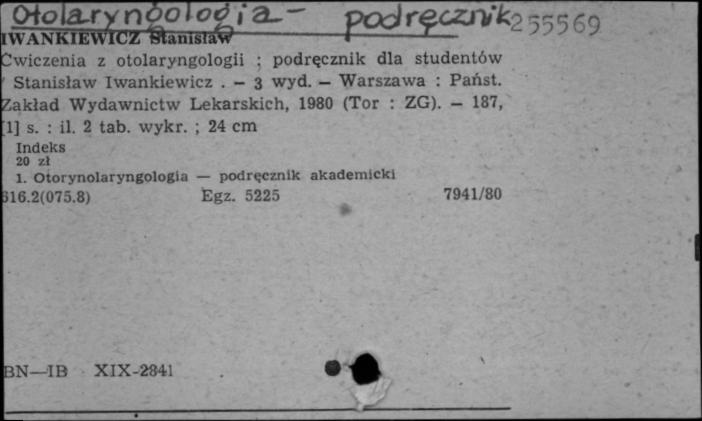 Otolaryngologia – podręcznik 255569
IWANKIEWICZ Stanisław
Cwiczenia z otolaryngologii ; podręcznik dla studentów
/ Stanisław Iwankiewicz . — 3 wyd. — Warszawa : Państ.
Zakład Wydawnictw Lekarskich, 1980 (Tor : ZG). — 187,
[1] s. : il. 2 tab. wykr. ; 24 cm
Indeks
20 zł
1. Otorynolaryngologia — podręcznik akademicki
616.2(075.8) Egz. 5225 7941/80
BN—IB XIX-2841